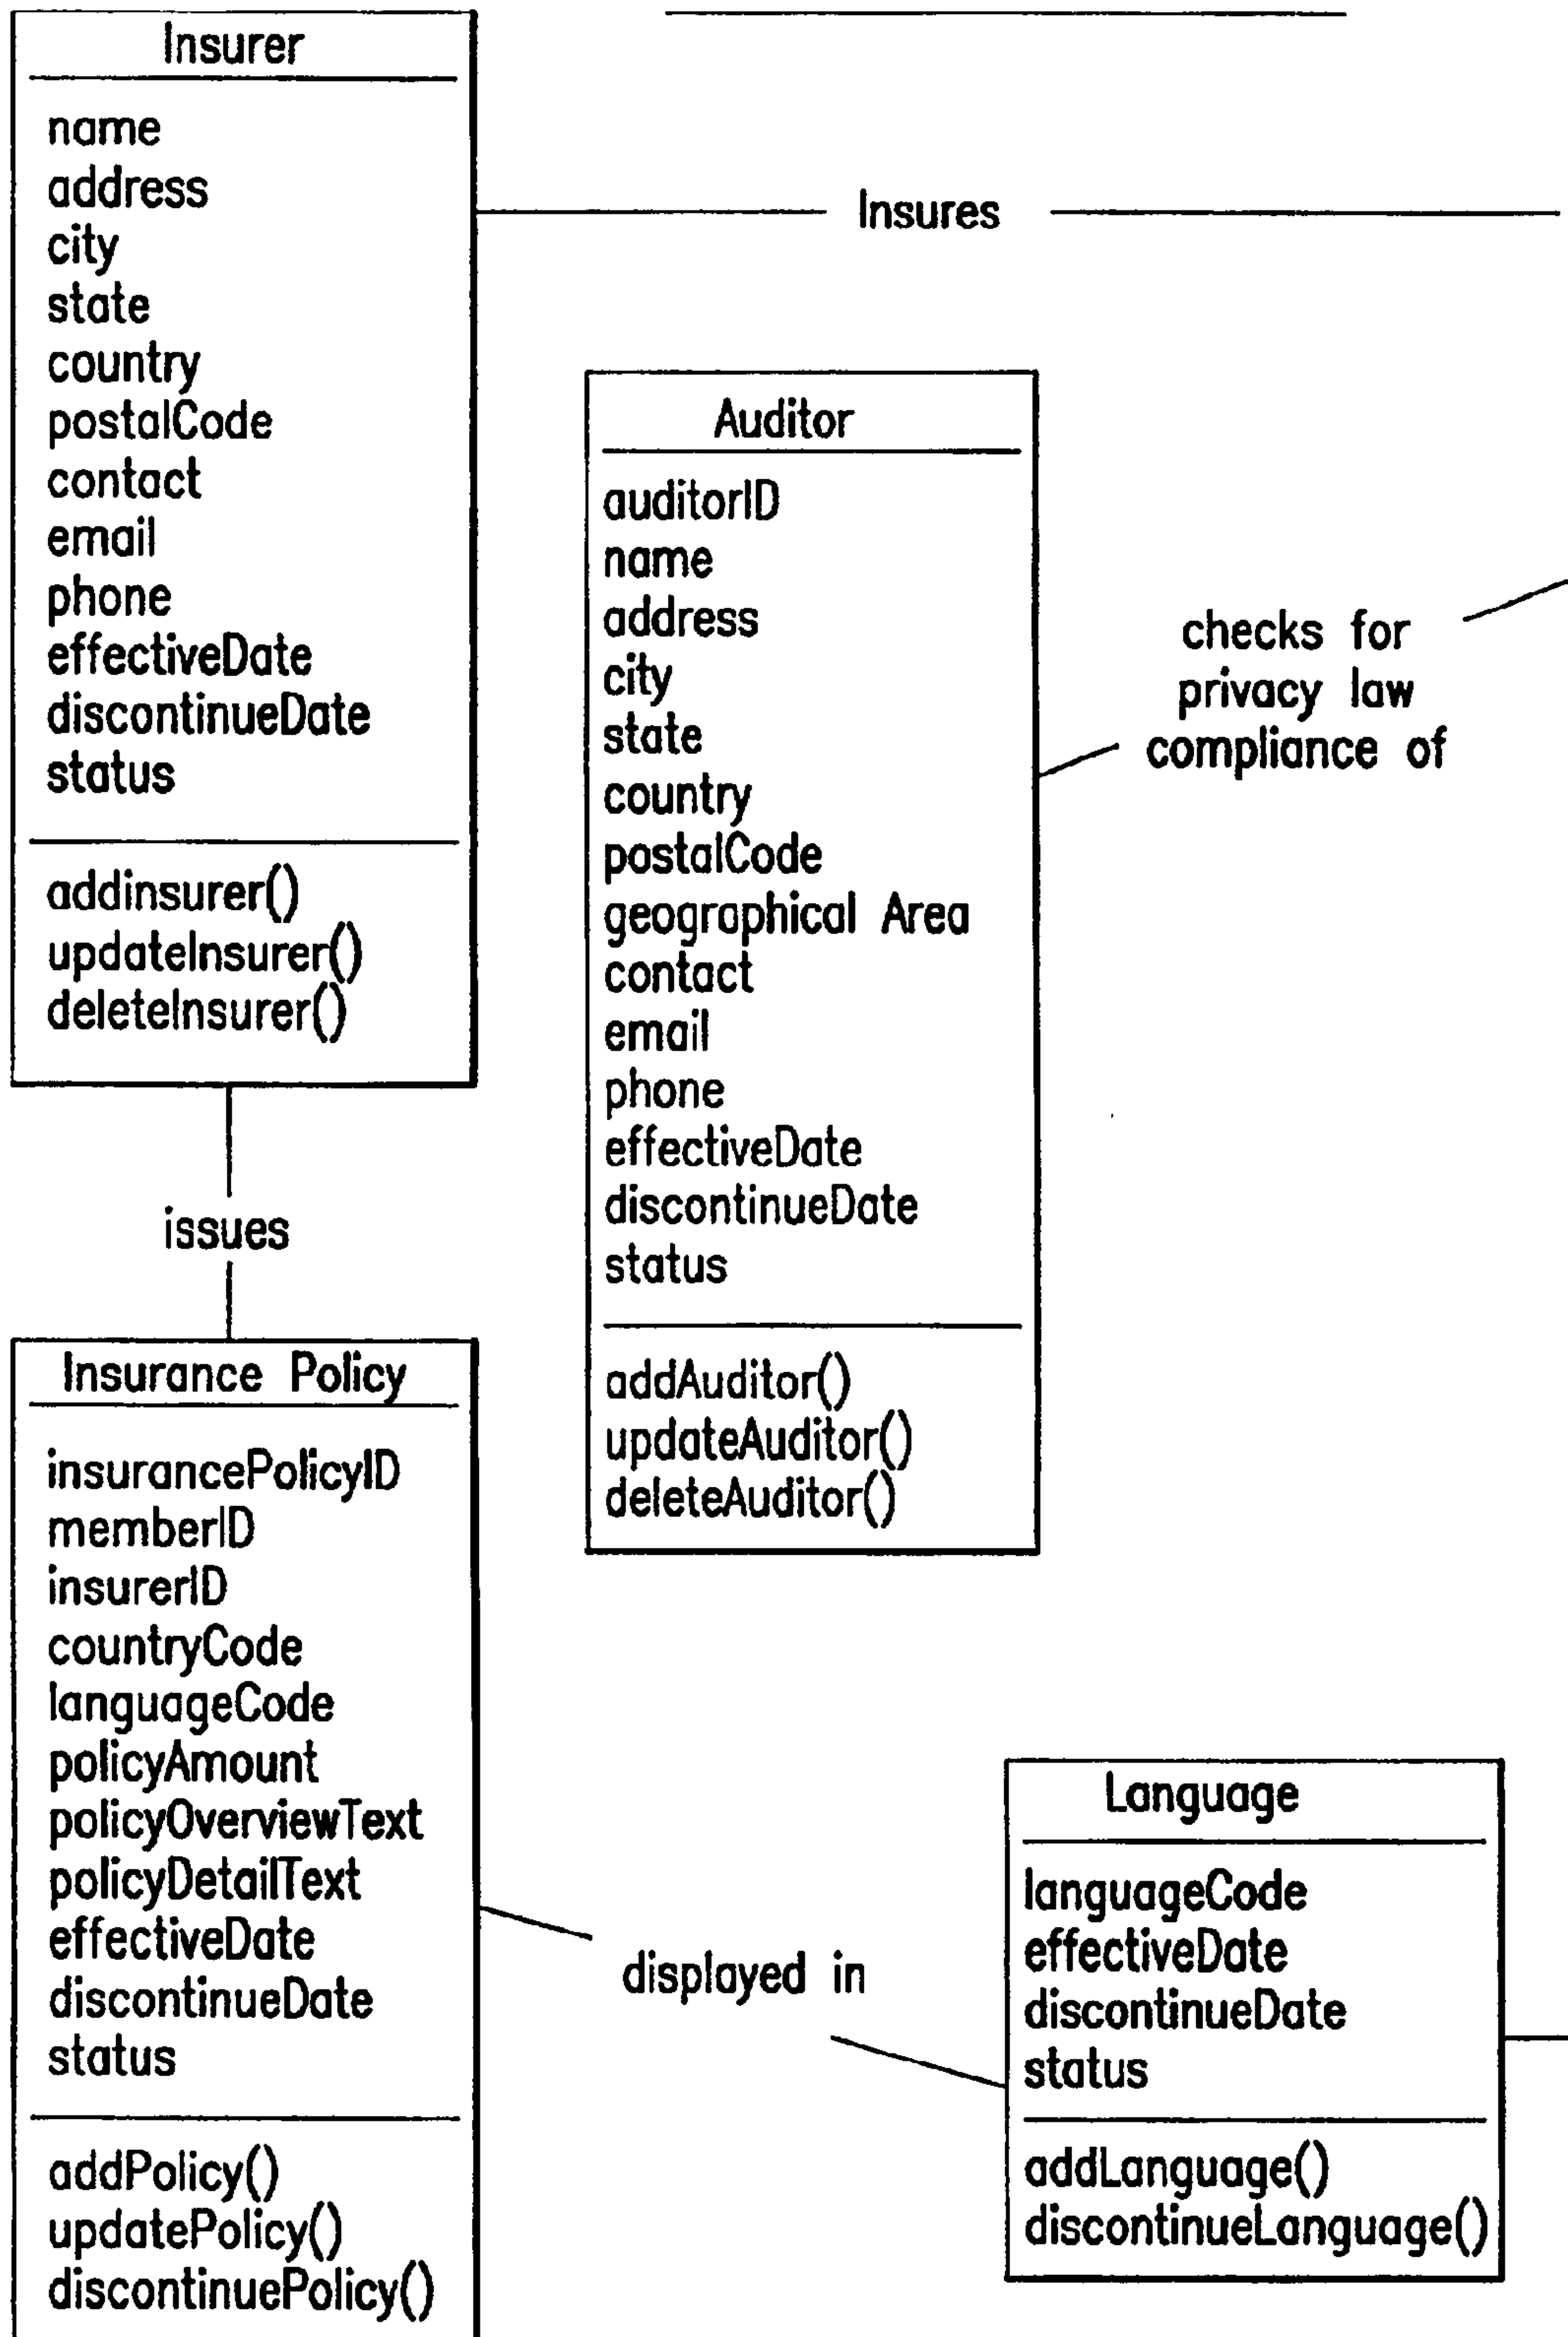 Insurer
name
address
city
state
country
postalCode
contact
email
phone
effectiveDate
discontinueDate
status
addinsurer()
updateInsurer()
deleteInsurer()
Insures
Auditor
auditorID
name
address
city
state
country
postalCode
geographical Area
contact
email
phone
effectiveDate
discontinueDate
status
addAuditor()
updateAuditor()
deleteAuditor()
checks for
privacy law
compliance of
issues
Insurance Policy
insurancePolicyID
memberID
insurerID
countryCode
languageCode
policyAmount
policyOverviewText
policyDetailText
effectiveDate
discontinueDate
status
addPolicy()
updatePolicy()
discontinuePolicy()
displayed in
Language
languageCode
effectiveDate
discontinueDate
status
addLanguage()
discontinueLanguage()